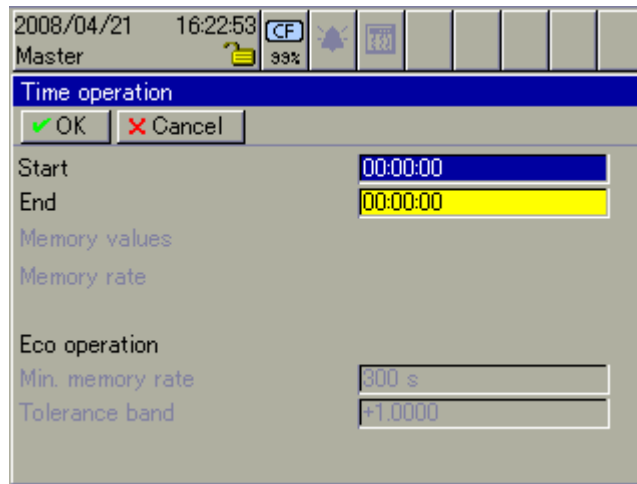 2008/04/21 16:22:53 CF
Master 99%
Time operation
OK Cancel
Start 00:00:00
End 00:00:00
Memory values
Memory rate
Eco operation
Min. memory rate 300 s
Tolerance band +1.0000